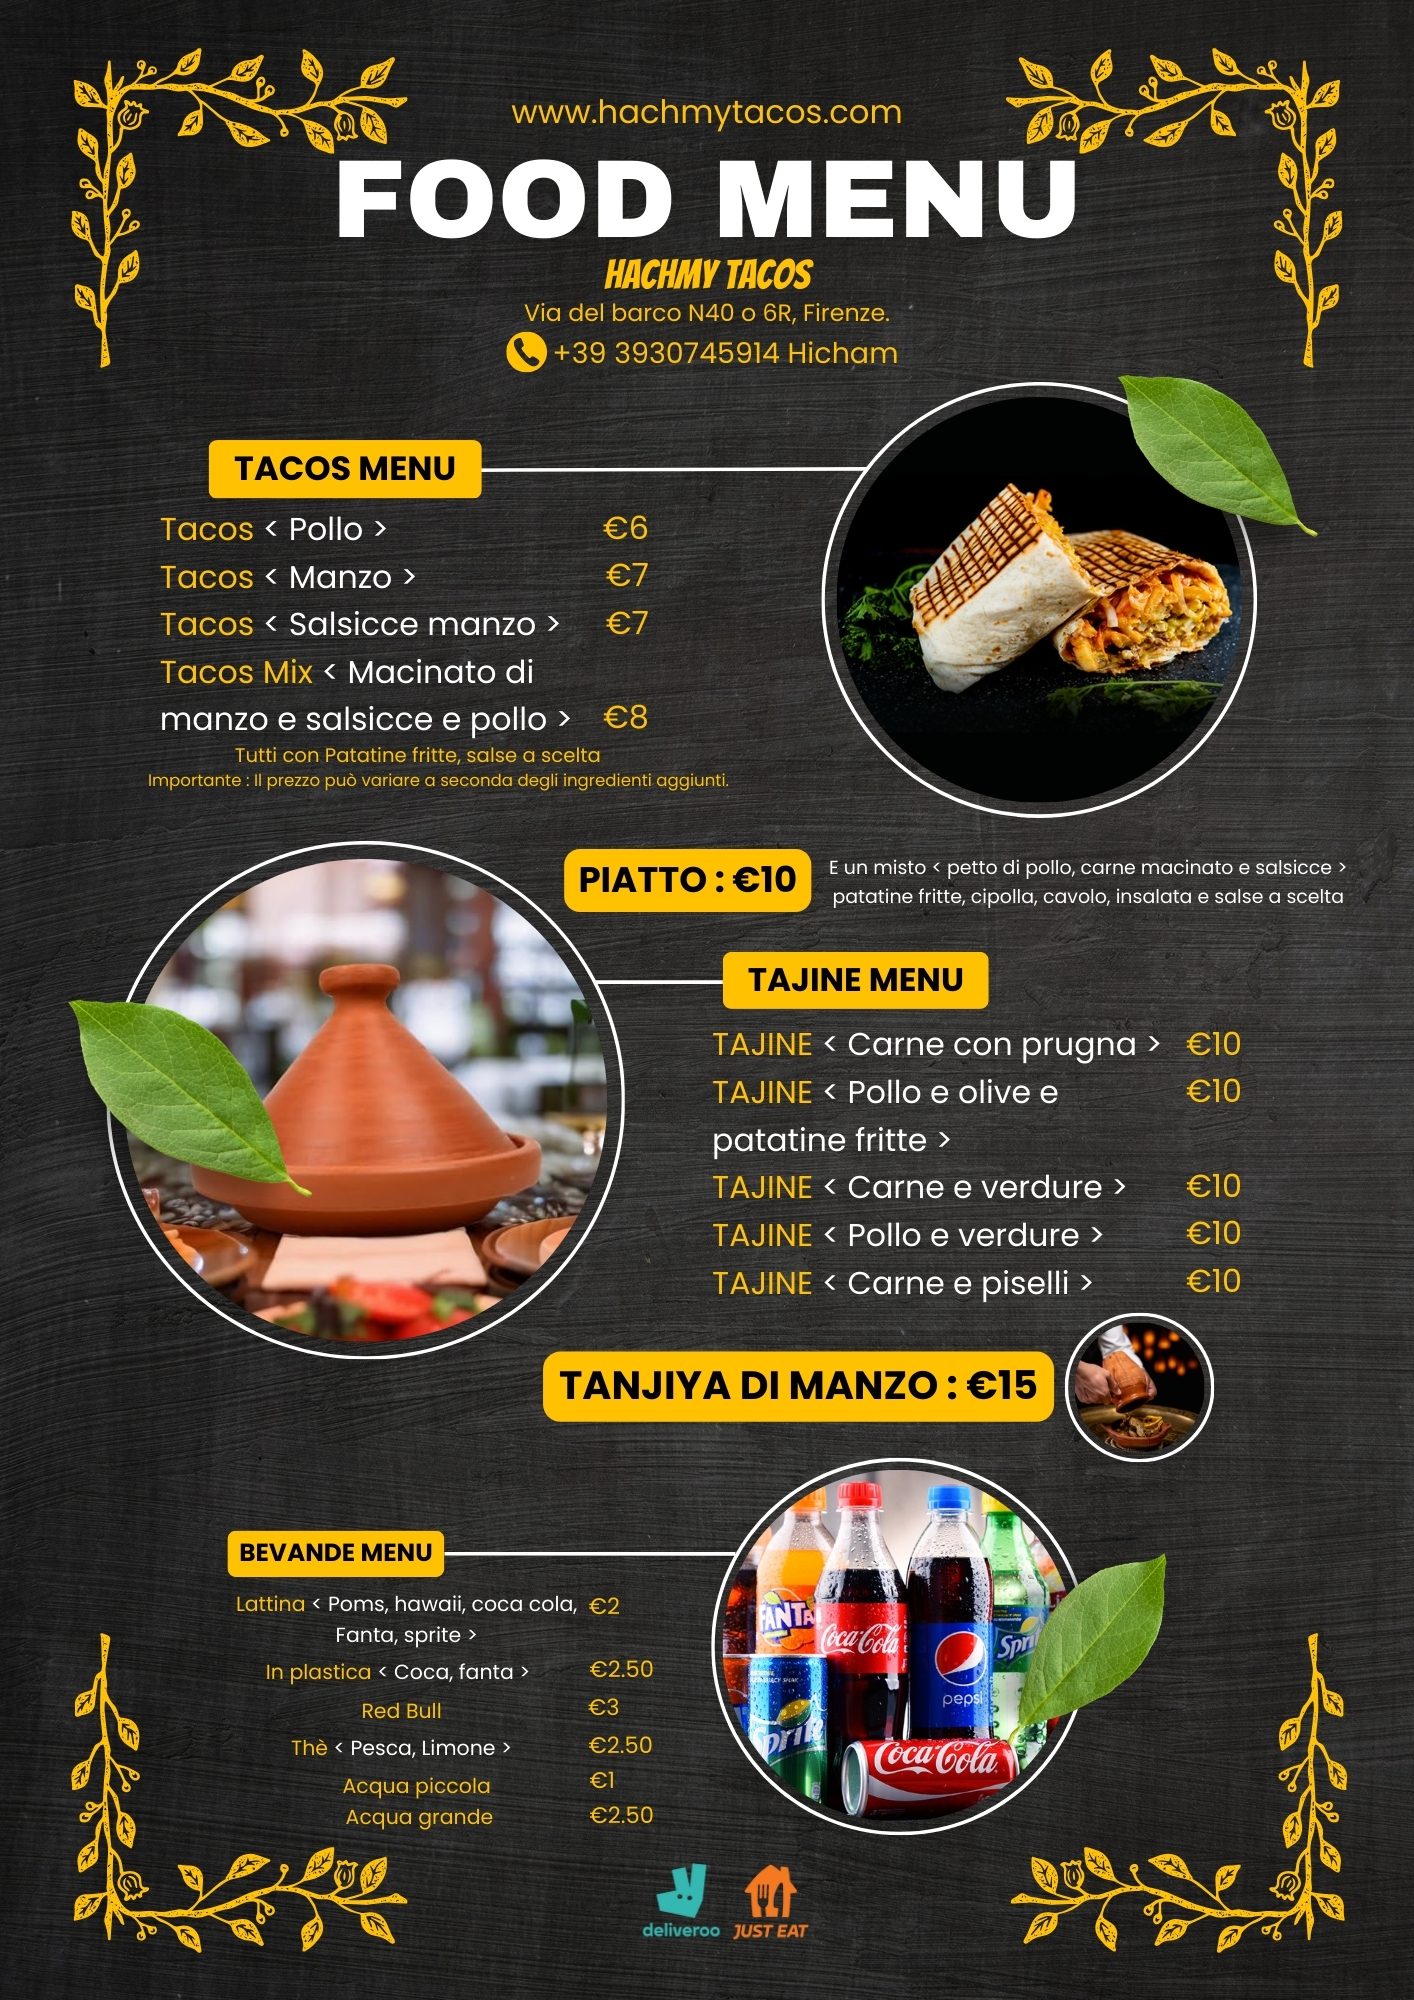 www.hachmytacos.com
FOOD MENU
HACHMY TACOS
Via del barco N40 o 6R, Firenze.
+39 3930745914 Hicham
TACOS MENU
Tacos < Pollo > €6
Tacos < Manzo > €7
Tacos < Salsicce manzo > €7
Tacos Mix < Macinato di
manzo e salsicce e pollo > €8
Tutti con Patatine fritte, salse a scelta
Importante : Il prezzo può variare a seconda degli ingredienti aggiunti.
PIATTO : €10
E un misto < petto di pollo, carne macinato e salsicce >
patatine fritte, cipolla, cavolo, insalata e salse a scelta
TAJINE MENU
TAJINE < Carne con prugna > €10
TAJINE < Pollo e olive e €10
patatine fritte >
TAJINE < Carne e verdure > €10
TAJINE < Pollo e verdure > €10
TAJINE < Carne e piselli > €10
TANJIYA DI MANZO : €15
BEVANDE MENU
Lattina < Poms, hawaii, coca cola, €2
Fanta, sprite >
In plastica < Coca, fanta > €2.50
Red Bull €3
Thè < Pesca, Limone > €2.50
Acqua piccola €1
Acqua grande €2.50
FANTA
Coca-Cola
pepsi
Sprit
Sprit
Coca-Cola
deliveroo
JUST EAT